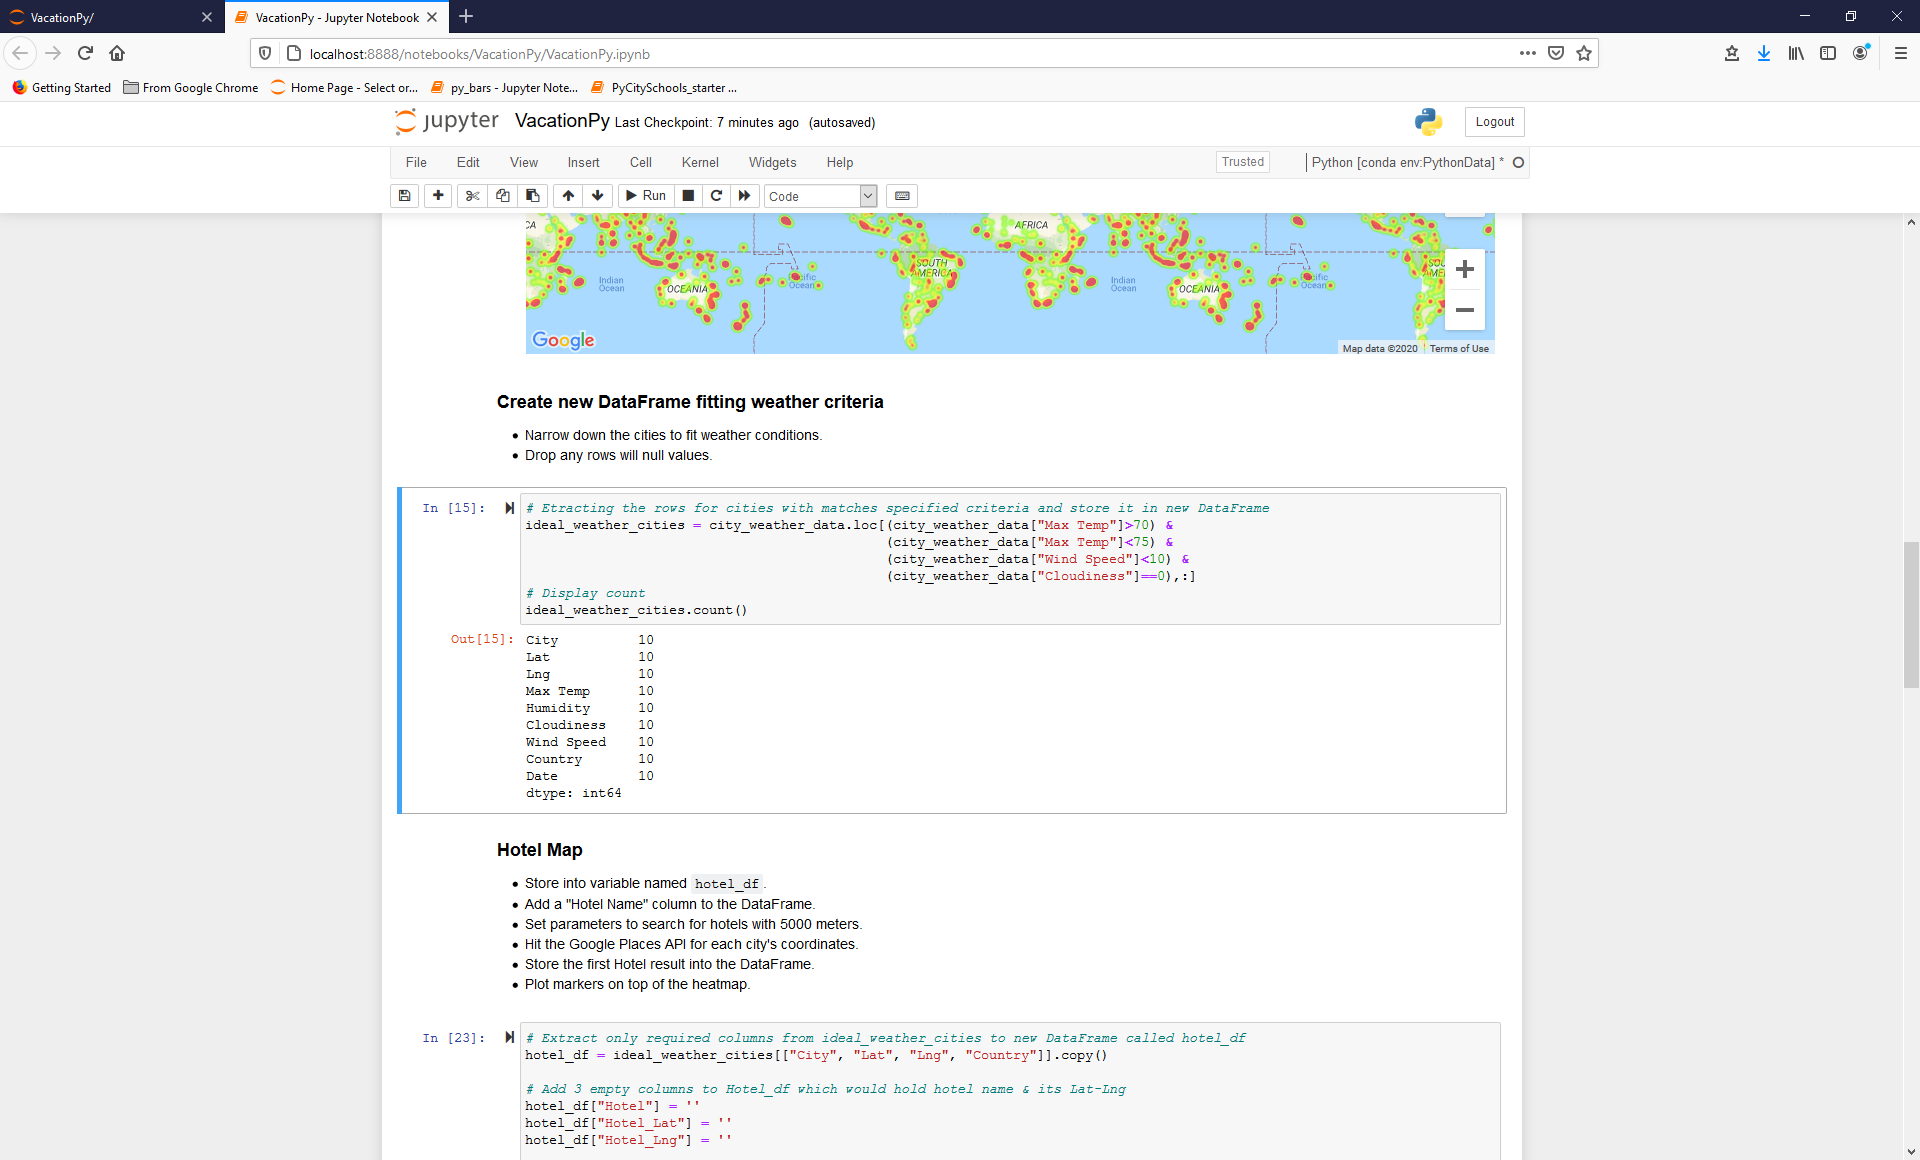 VacationPy/
VacationPy - Jupyter Notebook
localhost:8888/notebooks/VacationPy/VacationPy.ipynb
Getting Started
From Google Chrome
Home Page - Select or...
py_bars - Jupyter Note...
PyCitySchools_starter ...
jupyter
VacationPy Last Checkpoint: 7 minutes ago (autosaved)
Logout
File Edit View Insert Cell Kernel Widgets Help
Trusted
Python [conda env:PythonData] *
Run
Code
CA
AFRICA
SOUTH
AMERICA
Indian
Ocean
OCEANIA
Pacific
Ocean
Indian
Ocean
OCEANIA
Pacific
Ocean
SOU
AME
Google
Map data ©2020
Terms of Use
Create new DataFrame fitting weather criteria
• Narrow down the cities to fit weather conditions.
• Drop any rows will null values.
In [15]:
# Etracting the rows for cities with matches specified criteria and store it in new DataFrame
ideal_weather_cities = city_weather_data.loc[(city_weather_data["Max Temp"]>70) &
(city_weather_data["Max Temp"]<75) &
(city_weather_data["Wind Speed"]<10) &
(city_weather_data["Cloudiness"]==0),:]
# Display count
ideal_weather_cities.count()
Out[15]:
City 10
Lat 10
Lng 10
Max Temp 10
Humidity 10
Cloudiness 10
Wind Speed 10
Country 10
Date 10
dtype: int64
Hotel Map
• Store into variable named hotel_df.
• Add a "Hotel Name" column to the DataFrame.
• Set parameters to search for hotels with 5000 meters.
• Hit the Google Places API for each city's coordinates.
• Store the first Hotel result into the DataFrame.
• Plot markers on top of the heatmap.
In [23]:
# Extract only required columns from ideal_weather_cities to new DataFrame called hotel_df
hotel_df = ideal_weather_cities[["City", "Lat", "Lng", "Country"]].copy()
# Add 3 empty columns to Hotel_df which would hold hotel name & its Lat-Lng
hotel_df["Hotel"] = ''
hotel_df["Hotel_Lat"] = ''
hotel_df["Hotel_Lng"] = ''